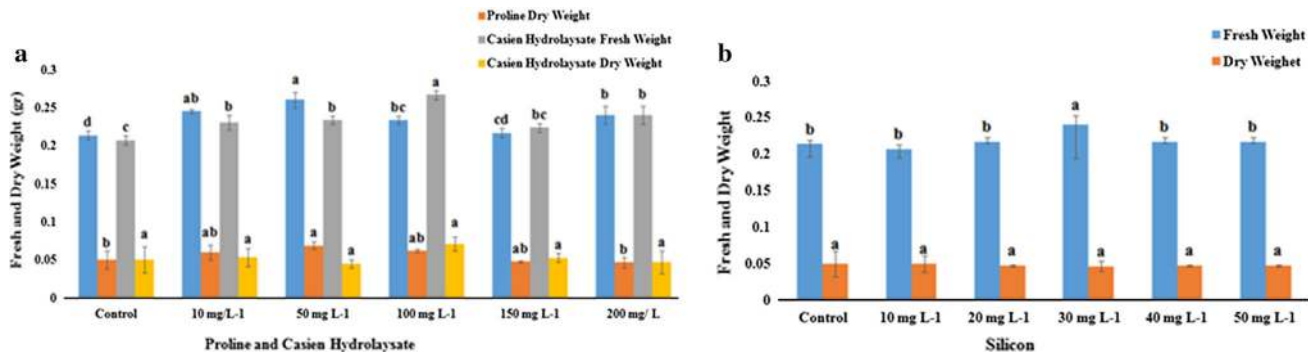 a
Proline Dry Weight
Casien Hydrolaysate Fresh Weight
Casien Hydrolaysate Dry Weight
Fresh and Dry Weight (gr)
0.3
0.25
0.2
0.15
0.1
0.05
0
d c ab b a b bc a cd bc b b
b a ab a a a ab a ab a b a
Control 10 mg/L-1 50 mg L-1 100 mg L-1 150 mg L-1 200 mg/ L
Proline and Casien Hydrolaysate
b
Fresh Weight
Dry Weighet
Fresh and Dry Weight
0.3
0.25
0.2
0.15
0.1
0.05
0
b b b a b b
a a a a a a
Control 10 mg L-1 20 mg L-1 30 mg L-1 40 mg L-1 50 mg L-1
Silicon